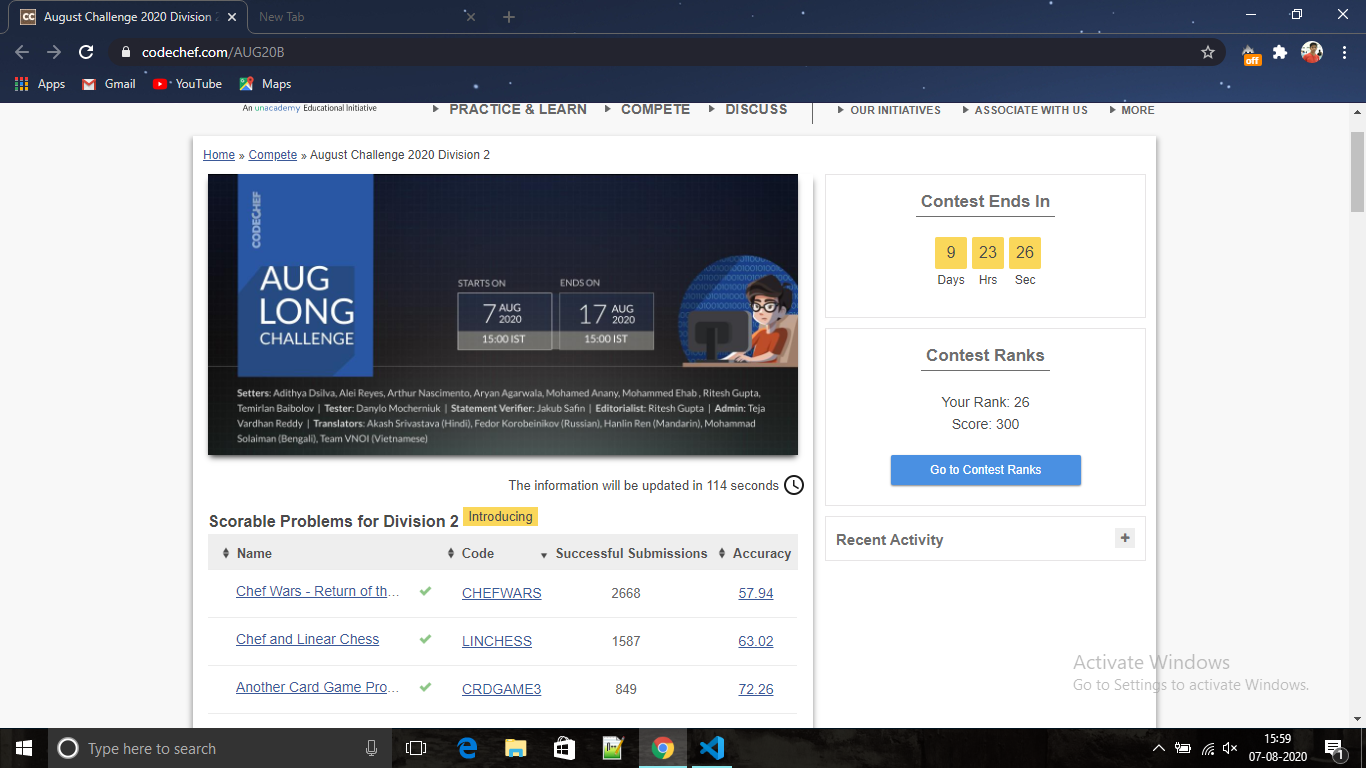 August Challenge 2020 Division 2
New Tab
codechef.com/AUG20B
off
Apps
Gmail
YouTube
Maps
An unacademy Educational Initiative
PRACTICE & LEARN
COMPETE
DISCUSS
OUR INITIATIVES
ASSOCIATE WITH US
MORE
Home » Compete » August Challenge 2020 Division 2
CODECHEF
AUG
LONG
CHALLENGE
STARTS ON
7 AUG 2020
15:00 IST
ENDS ON
17 AUG 2020
15:00 IST
Setters: Adithya Dsilva, Alei Reyes, Arthur Nascimento, Aryan Agarwala, Mohamed Anany, Mohammed Ehab , Ritesh Gupta,
Temirlan Baibolov | Tester: Danylo Mocherniuk | Statement Verifier: Jakub Safin | Editorialist: Ritesh Gupta | Admin: Teja
Vardhan Reddy | Translators: Akash Srivastava (Hindi), Fedor Korobeinikov (Russian), Hanlin Ren (Mandarin), Mohammad
Solaiman (Bengali), Team VNOI (Vietnamese)
Contest Ends In
9 23 26
Days Hrs Sec
Contest Ranks
Your Rank: 26
Score: 300
Go to Contest Ranks
Recent Activity
+
The information will be updated in 114 seconds
Scorable Problems for Division 2 Introducing
Name Code Successful Submissions Accuracy
Chef Wars - Return of th... CHEFWARS 2668 57.94
Chef and Linear Chess LINCHESS 1587 63.02
Another Card Game Pro... CRDGAME3 849 72.26
Activate Windows
Go to Settings to activate Windows.
Type here to search
15:59
07-08-2020
1